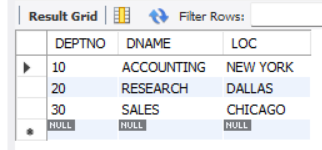 Result Grid Filter Rows:
DEPTNO DNAME LOC
10 ACCOUNTING NEW YORK
20 RESEARCH DALLAS
30 SALES CHICAGO
NULL NULL NULL